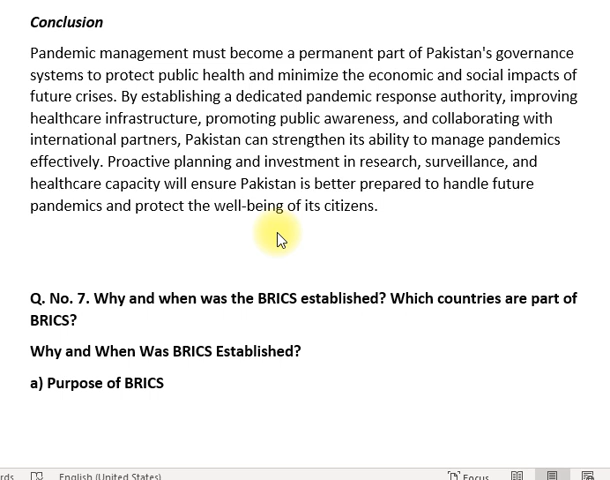 Conclusion
Pandemic management must become a permanent part of Pakistan's governance
systems to protect public health and minimize the economic and social impacts of
future crises. By establishing a dedicated pandemic response authority, improving
healthcare infrastructure, promoting public awareness, and collaborating with
international partners, Pakistan can strengthen its ability to manage pandemics
effectively. Proactive planning and investment in research, surveillance, and
healthcare capacity will ensure Pakistan is better prepared to handle future
pandemics and protect the well-being of its citizens.
Q. No. 7. Why and when was the BRICS established? Which countries are part of
BRICS?
Why and When Was BRICS Established?
a) Purpose of BRICS
rds English (United States) Focus